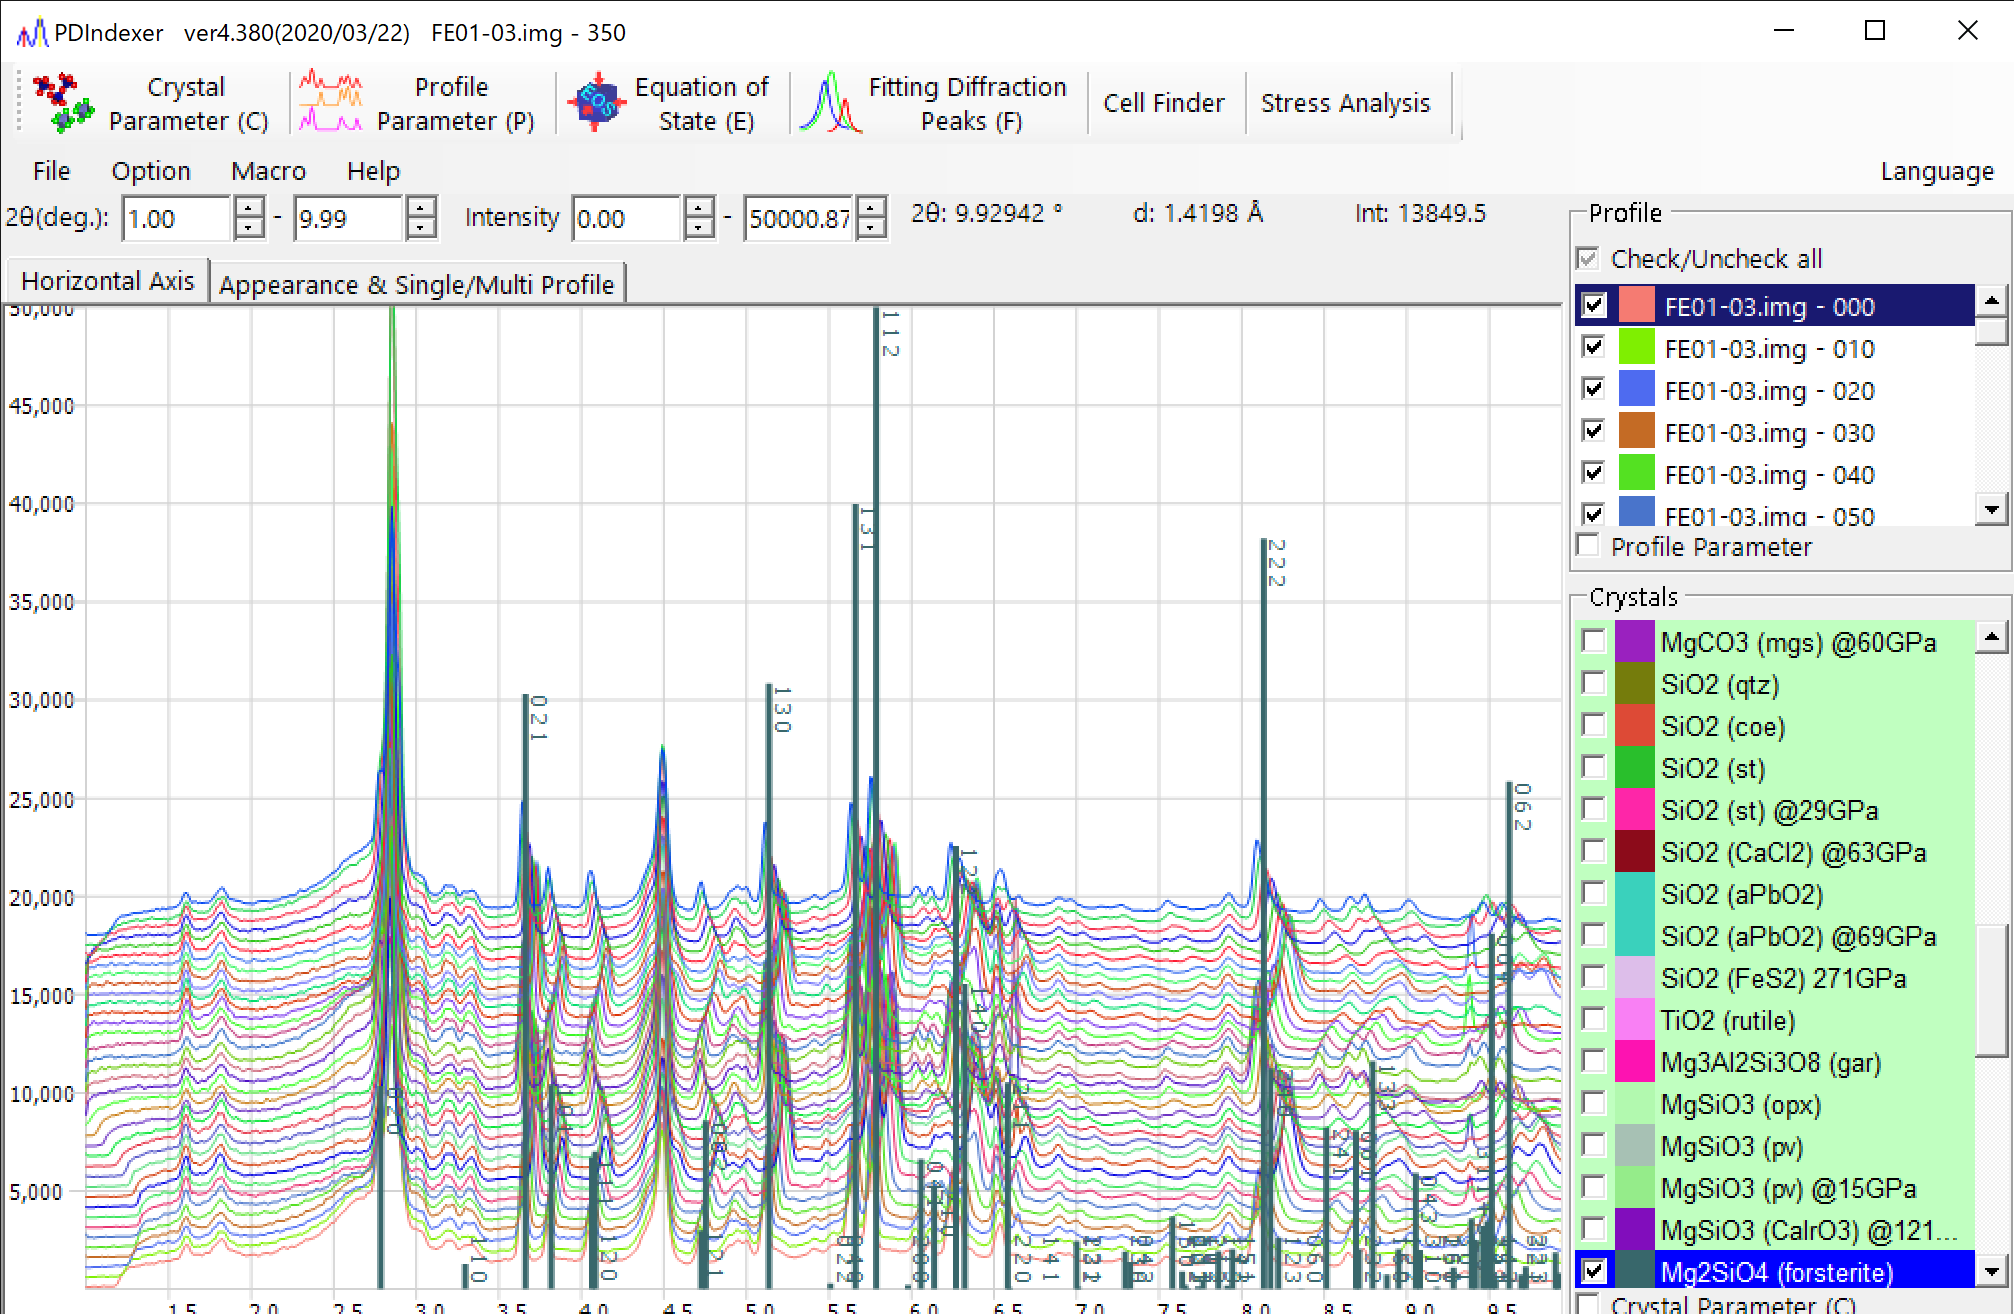 PDIndexer ver4.380(2020/03/22) FE01-03.img - 350
Crystal Parameter (C)
Profile Parameter (P)
Equation of State (E)
Fitting Diffraction Peaks (F)
Cell Finder
Stress Analysis
File Option Macro Help Language
2θ(deg.): 1.00 - 9.99 Intensity 0.00 - 50000.87 2θ: 9.92942 ° d: 1.4198 Å Int: 13849.5
Horizontal Axis
Appearance & Single/Multi Profile
50,000
45,000
40,000
35,000
30,000
25,000
20,000
15,000
10,000
5,000
112
131
222
021
130
062
020
110
120
121
220
141
123
1.5 2.0 2.5 3.0 3.5 4.0 4.5 5.0 5.5 6.0 6.5 7.0 7.5 8.0 8.5 9.0 9.5
Profile
Check/Uncheck all
FE01-03.img - 000
FE01-03.img - 010
FE01-03.img - 020
FE01-03.img - 030
FE01-03.img - 040
FE01-03.img - 050
Profile Parameter
Crystals
MgCO3 (mgs) @60GPa
SiO2 (qtz)
SiO2 (coe)
SiO2 (st)
SiO2 (st) @29GPa
SiO2 (CaCl2) @63GPa
SiO2 (aPbO2)
SiO2 (aPbO2) @69GPa
SiO2 (FeS2) 271GPa
TiO2 (rutile)
Mg3Al2Si3O8 (gar)
MgSiO3 (opx)
MgSiO3 (pv)
MgSiO3 (pv) @15GPa
MgSiO3 (CaIrO3) @121...
Mg2SiO4 (forsterite)
Crystal Parameter (C)